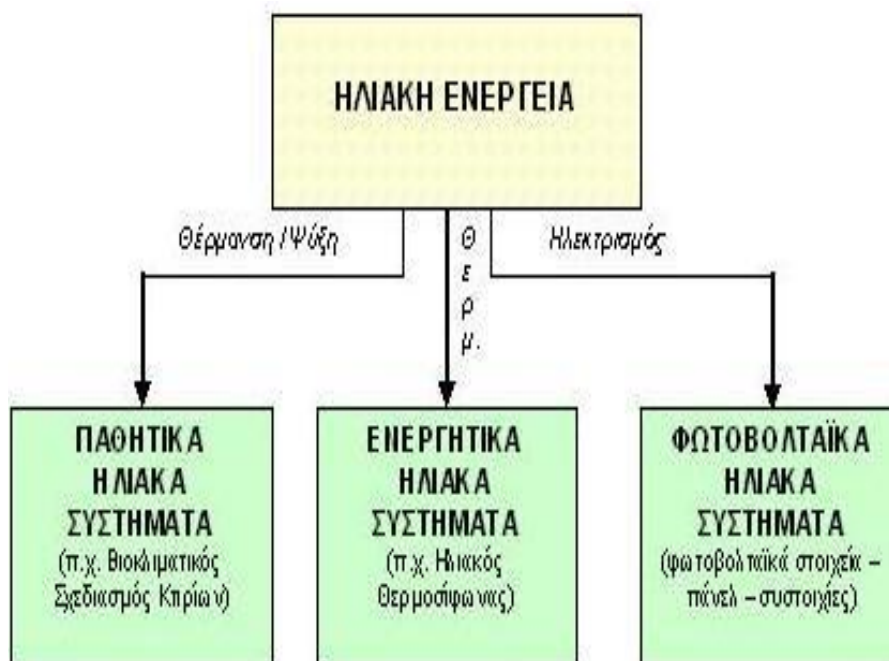 ΗΛΙΑΚΗ ΕΝΕΡΓΕΙΑ
Θέρμανση / Ψύξη
Θερμ.
Ηλεκτρισμός
ΠΑΘΗΤΙΚΑ
ΗΛΙΑΚΑ
ΣΥΣΤΗΜΑΤΑ
(π.χ. Βιοκλιματικός
Σχεδιασμός Κτιρίων)
ΕΝΕΡΓΗΤΙΚΑ
ΗΛΙΑΚΑ
ΣΥΣΤΗΜΑΤΑ
(π.χ. Ηλιακός
Θερμοσίφωνας)
ΦΩΤΟΒΟΛΤΑΪΚΑ
ΗΛΙΑΚΑ
ΣΥΣΤΗΜΑΤΑ
(φωτοβολταϊκά στοιχεία –
πάνελ – συστοιχίες)